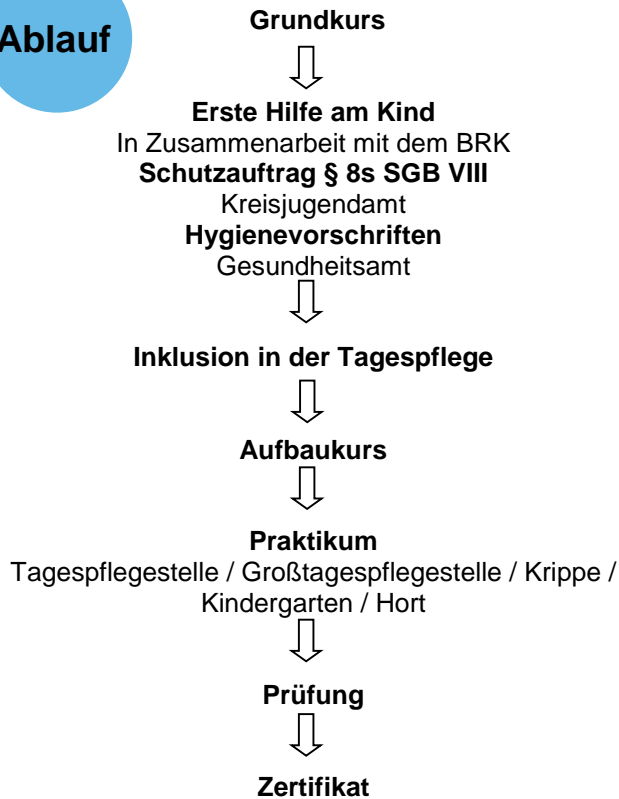 Ablauf
Grundkurs
Erste Hilfe am Kind
In Zusammenarbeit mit dem BRK
Schutzauftrag § 8s SGB VIII
Kreisjugendamt
Hygienevorschriften
Gesundheitsamt
Inklusion in der Tagespflege
Aufbaukurs
Praktikum
Tagespflegestelle / Großtagespflegestelle / Krippe /
Kindergarten / Hort
Prüfung
Zertifikat